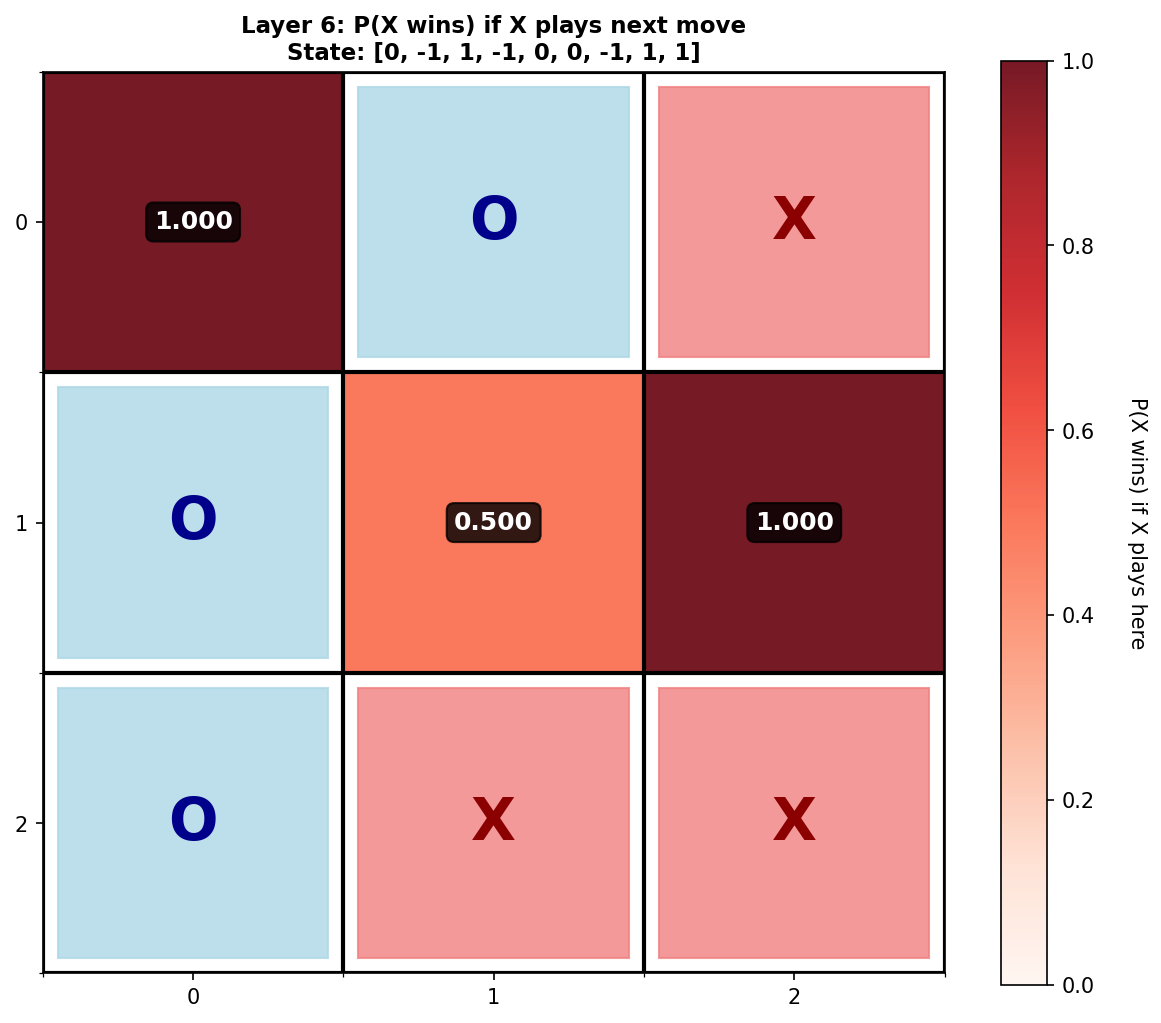 Layer 6: P(X wins) if X plays next move
State: [0, -1, 1, -1, 0, 0, -1, 1, 1]
0
1.000
O
X
1
O
0.500
1.000
2
O
X
X
0
1
2
1.0
0.8
0.6
0.4
0.2
0.0
P(X wins) if X plays here